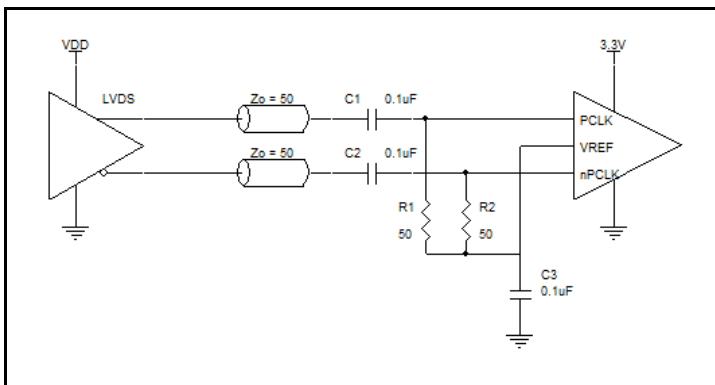 VDD
3.3V
LVDS
Zo = 50
C1
0.1uF
PCLK
VREF
Zo = 50
C2
0.1uF
nPCLK
R1
50
R2
50
C3
0.1uF